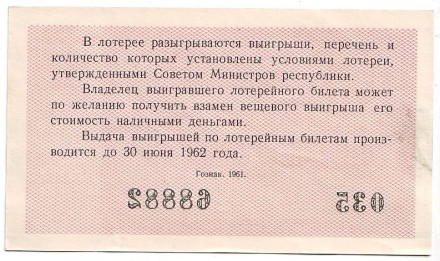 В лотерее разыгрываются выигрыши, перечень и
количество которых установлены условиями лотереи,
утвержденными Советом Министров республики.
Владелец выигравшего лотерейного билета может
по желанию получить взамен вещевого выигрыша его
стоимость наличными деньгами.
Выдача выигрышей по лотерейным билетам произ-
водится до 30 июня 1962 года.
Гознак. 1961.
68882 035